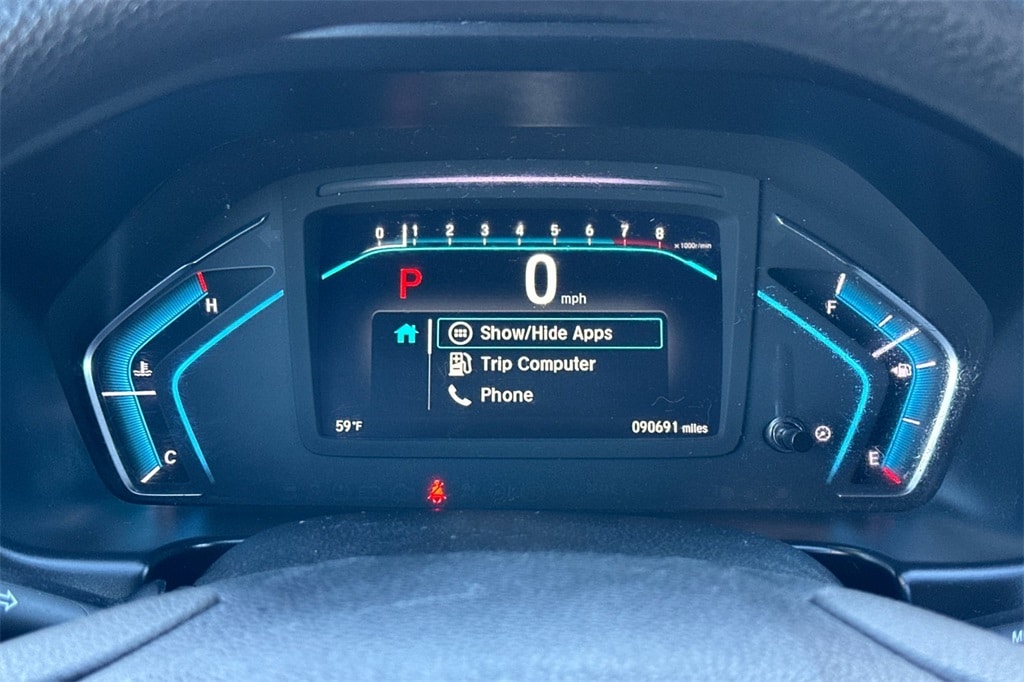 0 1 2 3 4 5 6 7 8
×1000r/min
P
0 mph
H
F
Show/Hide Apps
Trip Computer
Phone
C
E
59°F
090691 miles
M